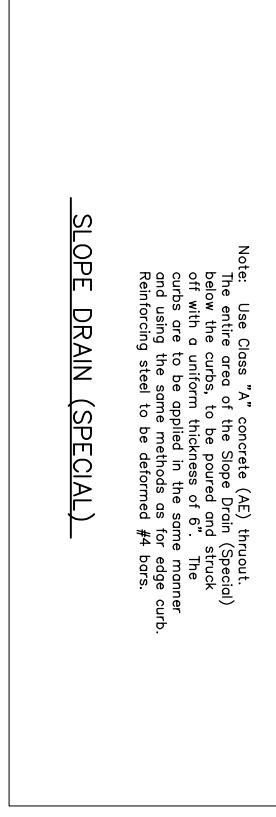 Note: Use Class "A" concrete (AE) thruout.
The entire area of the Slope Drain (Special)
below the curbs, to be poured and struck
off with a uniform thickness of 6". The
curbs are to be applied in the same manner
and using the same methods as for edge curb.
Reinforcing steel to be deformed #4 bars.
SLOPE DRAIN (SPECIAL)